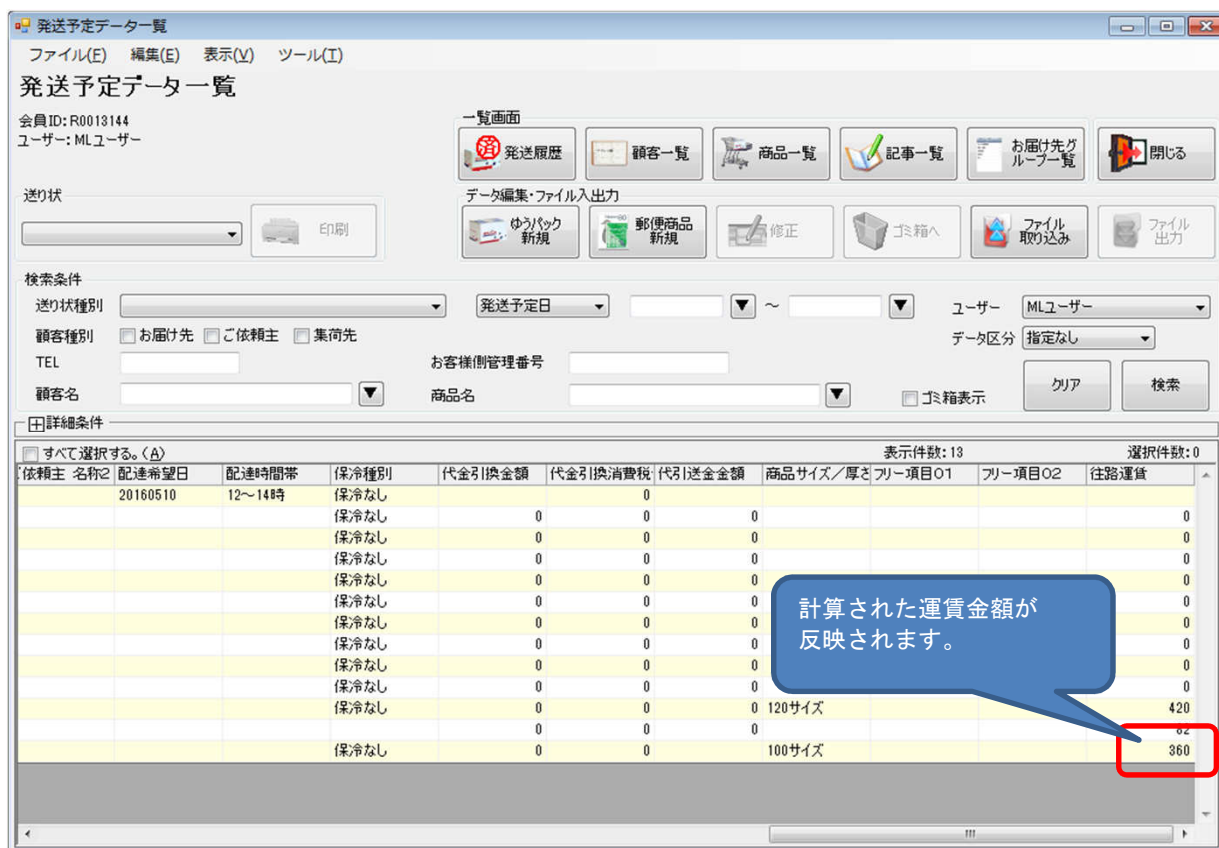 発送予定データ一覧
ファイル(F) 編集(E) 表示(V) ツール(T)
発送予定データ一覧
会員ID:R0013144
ユーザー:MLユーザー
一覧画面
発送履歴 顧客一覧 商品一覧 記事一覧 お届け先グループ一覧 閉じる
送り状
印刷
データ編集・ファイル入出力
ゆうパック新規 郵便商品新規 修正 ゴミ箱へ ファイル取り込み ファイル出力
検索条件
送り状種別 発送予定日 ～ ユーザー MLユーザー
顧客種別 お届け先 ご依頼主 集荷先 データ区分 指定なし
TEL お客様側管理番号
顧客名 商品名 ゴミ箱表示 クリア 検索
詳細条件
すべて選択する。(A) 表示件数:13 選択件数:0
依頼主 名称2 配達希望日 配達時間帯 保冷種別 代金引換金額 代金引換消費税 代引送金金額 商品サイズ/厚さ フリー項目01 フリー項目02 往路運賃
20160510 12～14時 保冷なし 0
保冷なし 0 0 0 0
保冷なし 0 0 0 0
保冷なし 0 0 0 0
保冷なし 0 0 0 0
保冷なし 0 0 0 0
保冷なし 0 0 0 0
保冷なし 0 0 0 0
保冷なし 0 0 0 0
保冷なし 0 0 0 0
保冷なし 0 0 0 120サイズ 420
0 0 0 82
保冷なし 0 0 100サイズ 360
計算された運賃金額が
反映されます。